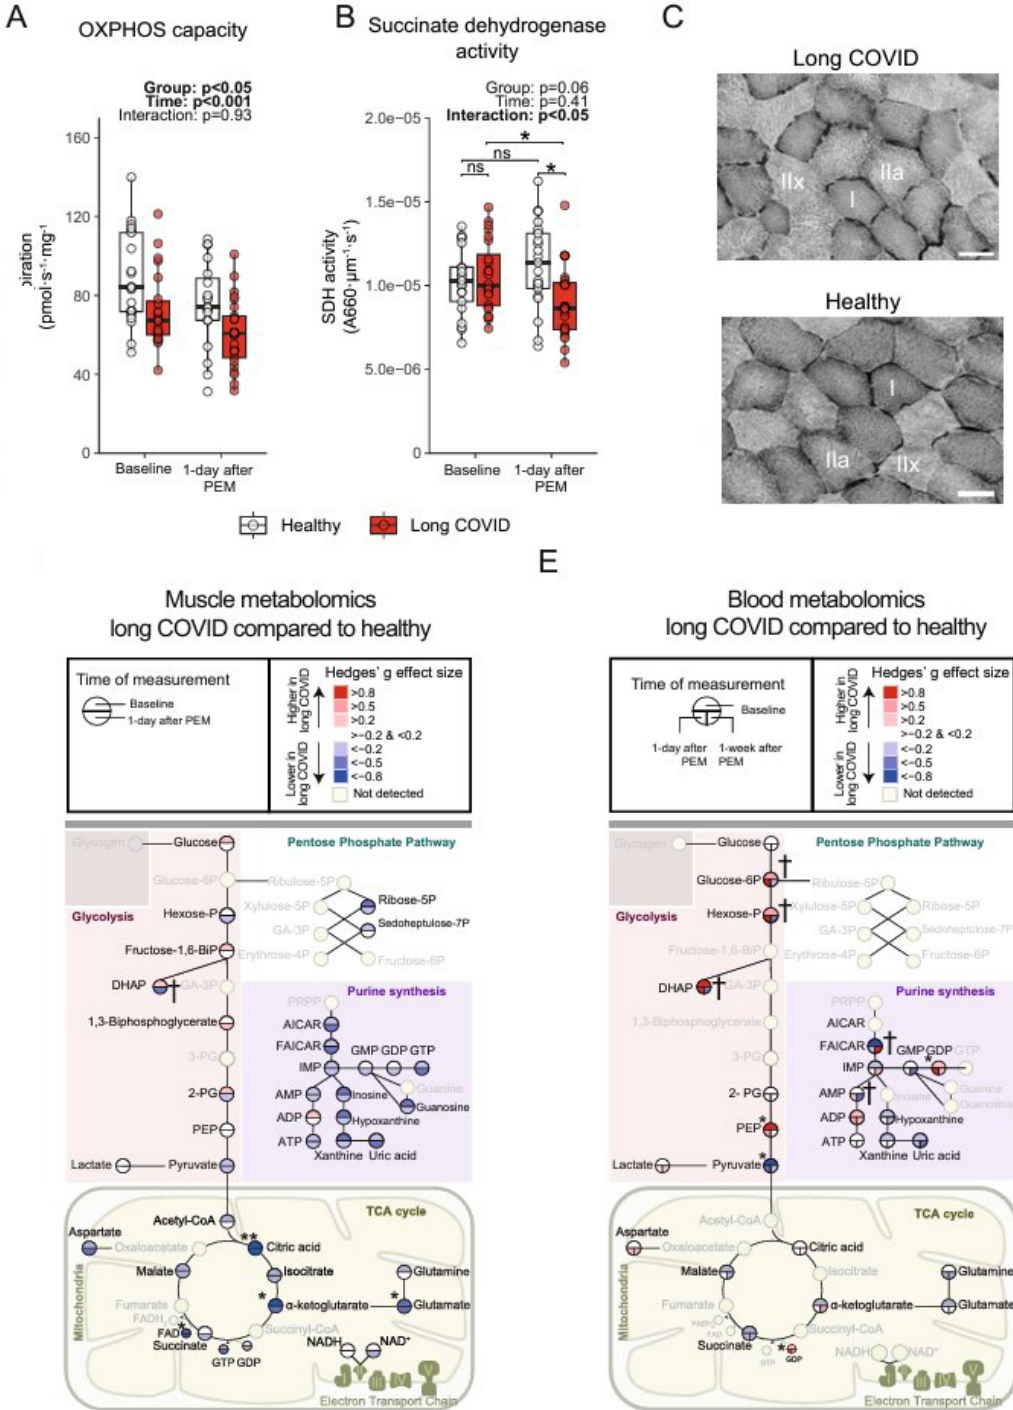 A
OXPHOS capacity
Group: p<0.05
Time: p<0.001
Interaction: p=0.93
160
120
80
40
0
(pmol·s⁻¹·mg⁻¹
Baseline
1-day after
PEM
B
Succinate dehydrogenase
activity
Group: p=0.06
Time: p=0.41
Interaction: p<0.05
2.0e-05
1.5e-05
1.0e-05
5.0e-06
0
SDH activity
(A660·µm⁻¹·s⁻¹)
*
ns
ns
*
Baseline
1-day after
PEM
Healthy
Long COVID
C
Long COVID
IIx
IIa
I
Healthy
I
IIa
IIx
Muscle metabolomics
long COVID compared to healthy
Time of measurement
Baseline
1-day after PEM
Hedges' g effect size
Higher in
long COVID
Lower in
long COVID
>0.8
>0.5
>0.2
>−0.2 & <0.2
<−0.2
<−0.5
<−0.8
Not detected
Glycogen
Glucose
Pentose Phosphate Pathway
Glucose-6P
Ribulose-5P
Xylulose-5P
Ribose-5P
Glycolysis
Hexose-P
Sedoheptulose-7P
GA-3P
Fructose-1,6-BiP
Erythrose-4P
Fructose-6P
DHAP
†
GA-3P
Purine synthesis
PRPP
1,3-Biphosphoglycerate
AICAR
FAICAR
3-PG
IMP
GMP GDP GTP
2-PG
AMP
Inosine
Guanine
Guanosine
ADP
Hypoxanthine
PEP
ATP
Xanthine Uric acid
Lactate
Pyruvate
Acetyl-CoA
TCA cycle
Aspartate
Oxaloacetate
**
Citric acid
Malate
Isocitrate
Glutamine
Mitochondria
Fumarate
*
α-ketoglutarate
*
Glutamate
FADH₂
*
FAD
Succinate
Succinyl-CoA
GTP GDP
NADH
NAD⁺
I
II
III
IV
V
Electron Transport Chain
E
Blood metabolomics
long COVID compared to healthy
Time of measurement
Baseline
1-day after
PEM
1-week after
PEM
Hedges' g effect size
Higher in
long COVID
Lower in
long COVID
>0.8
>0.5
>0.2
>−0.2 & <0.2
<−0.2
<−0.5
<−0.8
Not detected
Glycogen
Glucose
Pentose Phosphate Pathway
†
Glucose-6P
Ribulose-5P
Xylulose-5P
Ribose-5P
Glycolysis
Hexose-P
†
GA-3P
Sedoheptulose-7P
Fructose-1,6-BiP
Erythrose-4P
Fructose-6P
DHAP
†
GA-3P
Purine synthesis
PRPP
1,3-Biphosphoglycerate
AICAR
FAICAR
†
3-PG
IMP
GMP
*
GDP
GTP
2- PG
AMP
†
Inosine
Guanine
Guanosine
ADP
Hypoxanthine
PEP
*
ATP
Xanthine Uric acid
Lactate
Pyruvate
*
Acetyl-CoA
TCA cycle
Aspartate
Oxaloacetate
Citric acid
Malate
Isocitrate
Glutamine
Mitochondria
Fumarate
α-ketoglutarate
Glutamate
FADH₂
FAD
Succinate
Succinyl-CoA
GTP
*
GDP
NADH
NAD⁺
I
II
III
IV
V
Electron Transport Chain